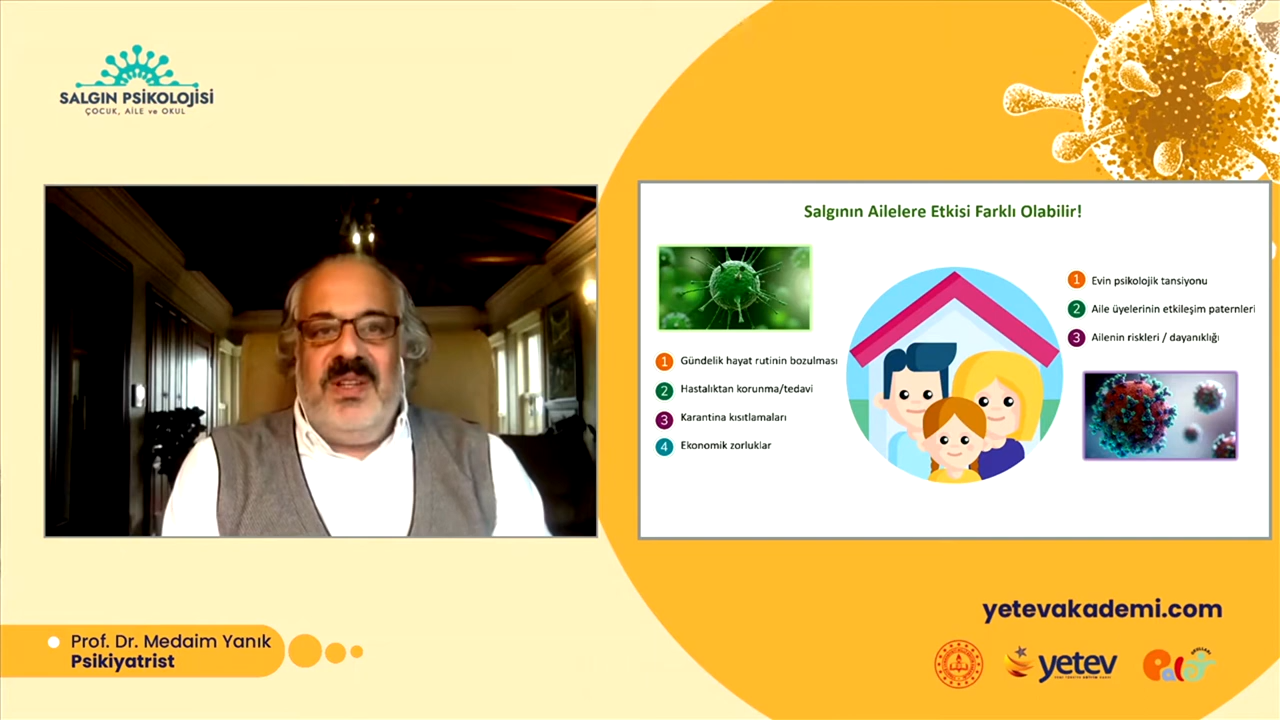 SALGIN PSİKOLOJİSİ
ÇOCUK, AİLE ve OKUL
Salgının Ailelere Etkisi Farklı Olabilir!
1 Gündelik hayat rutinin bozulması
2 Hastalıktan korunma/tedavi
3 Karantina kısıtlamaları
4 Ekonomik zorluklar
1 Evin psikolojik tansiyonu
2 Aile üyelerinin etkileşim paternleri
3 Ailenin riskleri / dayanıklığı
Prof. Dr. Medaim Yanık
Psikiyatrist
yetevakademi.com
yetev
Palet
OKULLARI